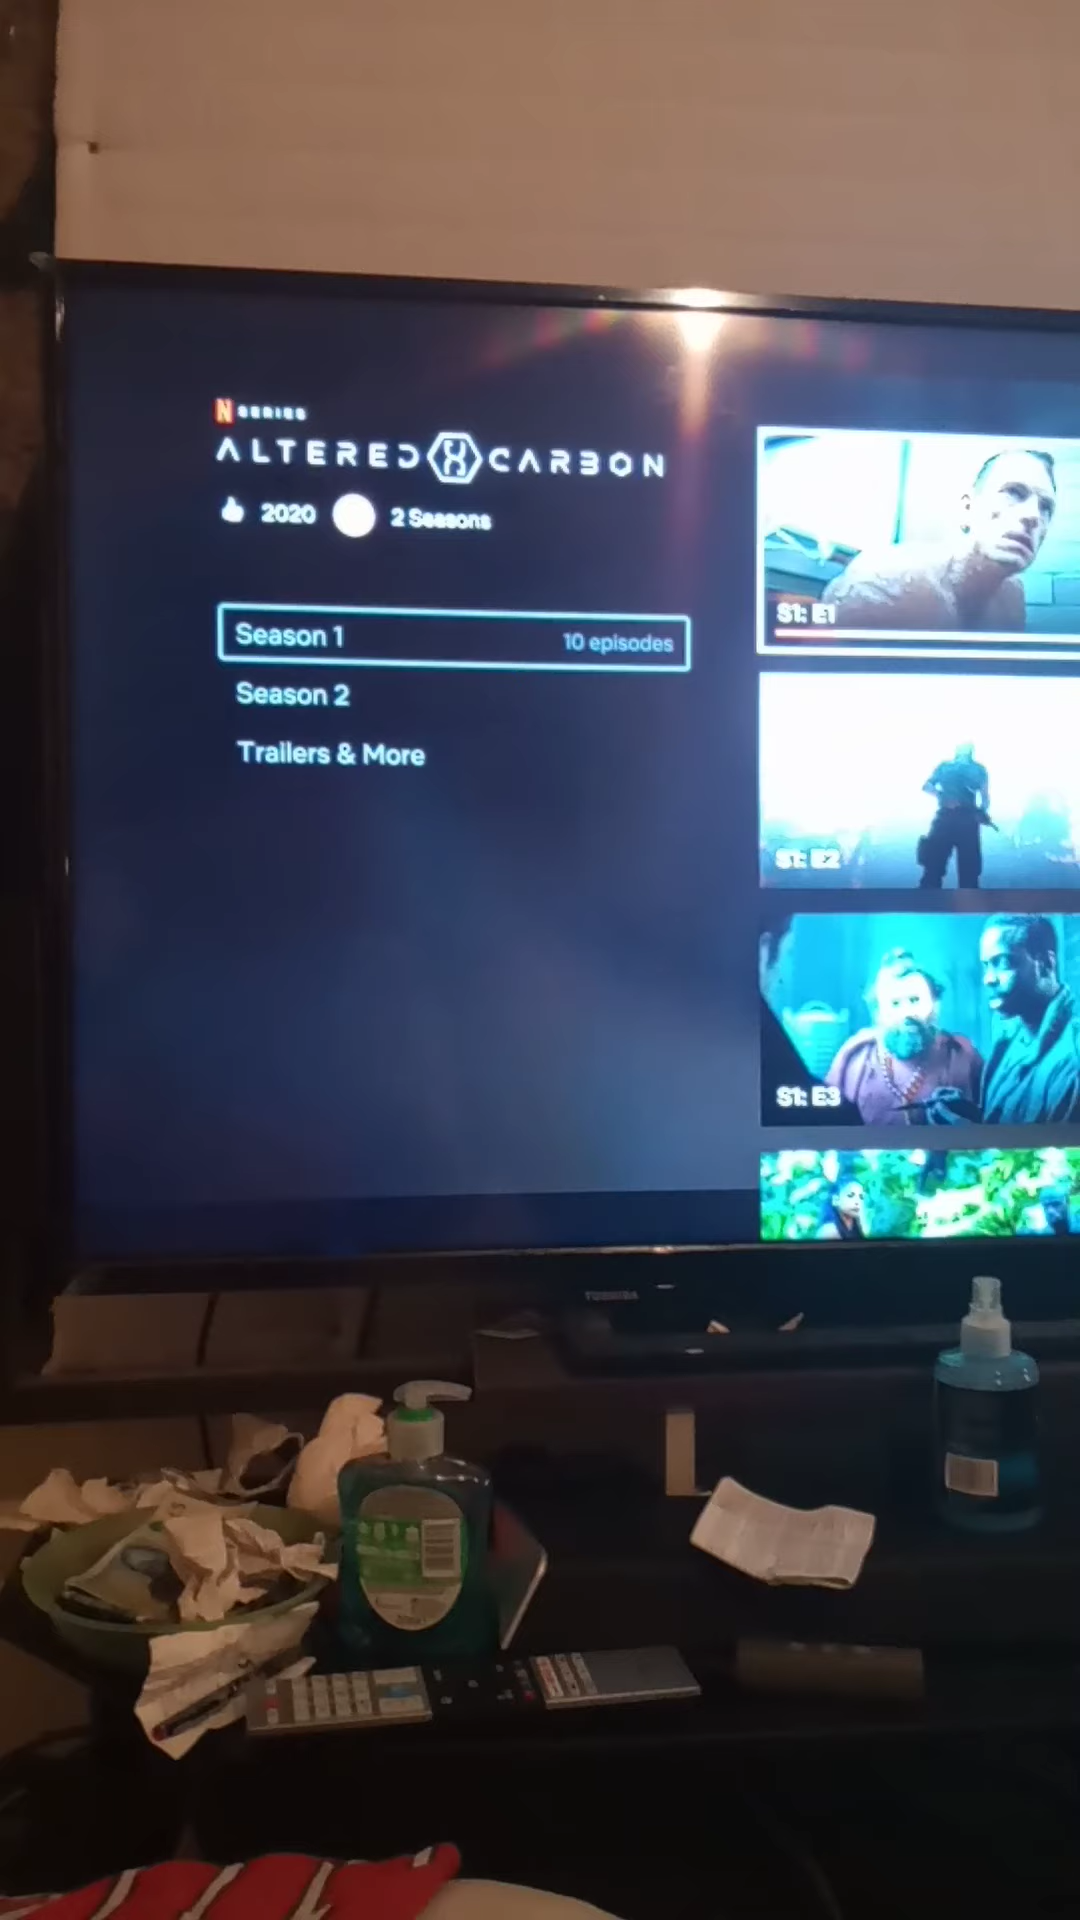 N SERIES
ALTERED CARBON
2020 2 Seasons
Season 1 10 episodes
Season 2
Trailers & More
S1: E1
S1: E2
S1: E3
TOSHIBA